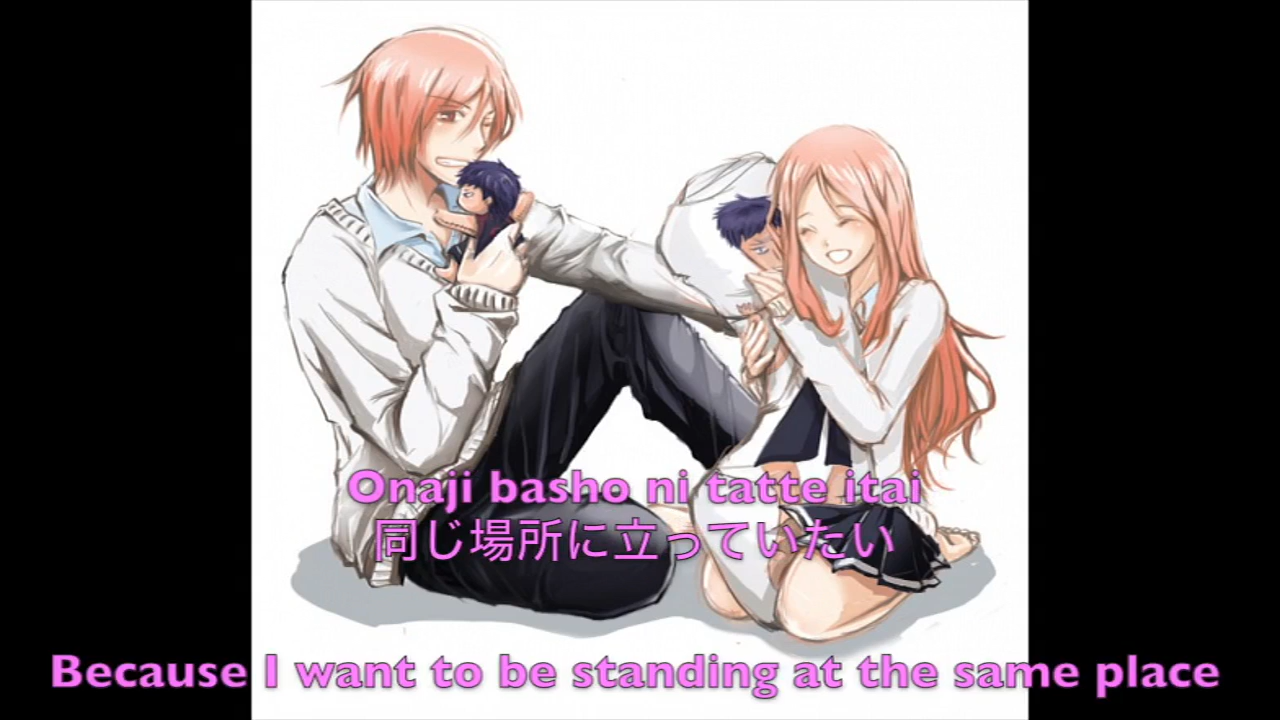 Onaji basho ni tatte itai
同じ場所に立っていたい
Because I want to be standing at the same place